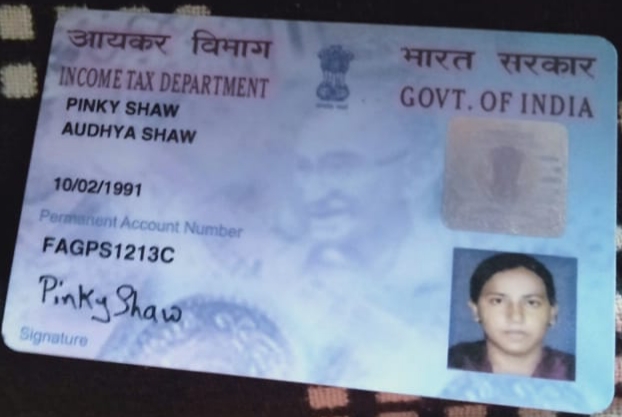 आयकर विभाग
भारत सरकार
INCOME TAX DEPARTMENT
GOVT. OF INDIA
PINKY SHAW
AUDHYA SHAW
10/02/1991
Permanent Account Number
FAGPS1213C
Pinky Shaw
Signature